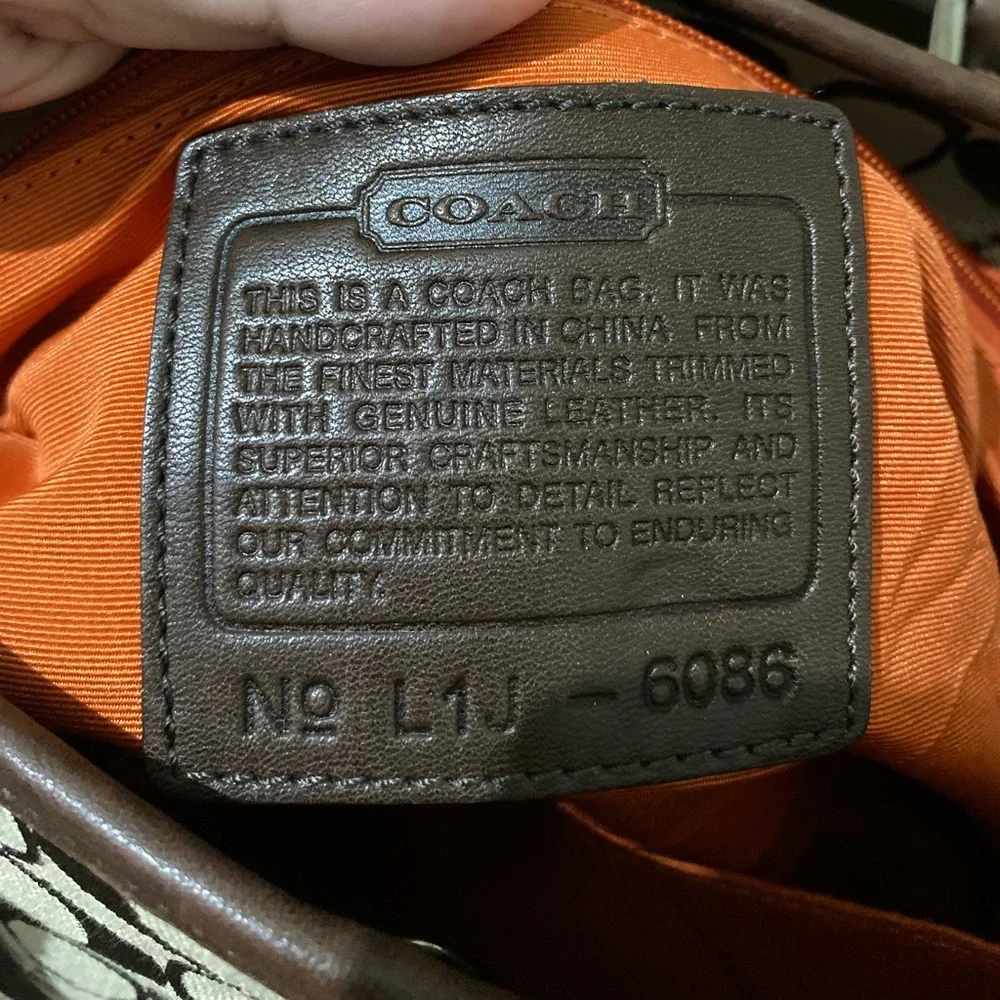 COACH
THIS IS A COACH BAG. IT WAS
HANDCRAFTED IN CHINA FROM
THE FINEST MATERIALS TRIMMED
WITH GENUINE LEATHER. ITS
SUPERIOR CRAFTSMANSHIP AND
ATTENTION TO DETAIL REFLECT
OUR COMMITMENT TO ENDURING
QUALITY.
Nº L1J - 6086